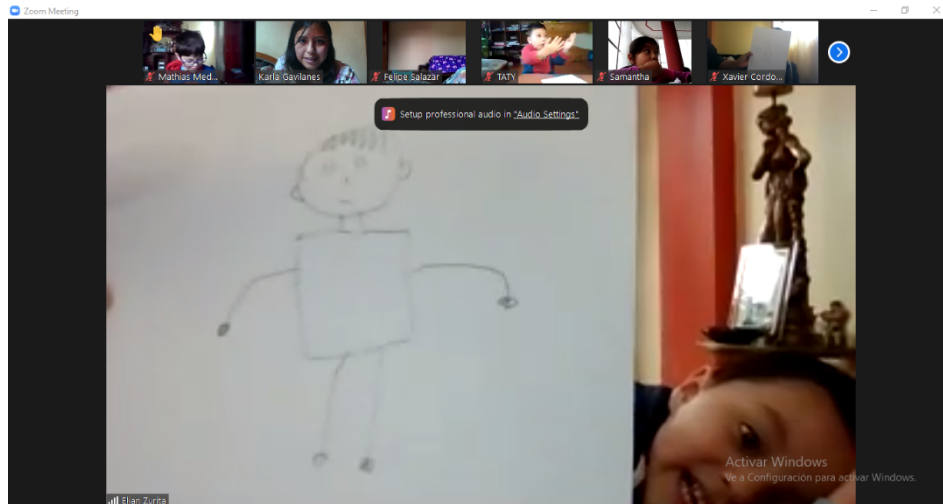 Zoom Meeting
Mathias Med...
Karla Gavilanes
Felipe Salazar
TATY
Samantha
Xavier Cordo...
Setup professional audio in "Audio Settings"
Activar Windows
Ve a Configuración para activar Windows.
Elian Zurita